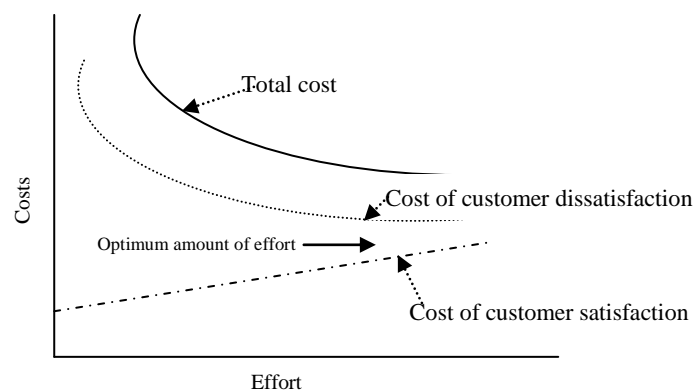 Total cost
Cost of customer dissatisfaction
Costs
Optimum amount of effort
Cost of customer satisfaction
Effort